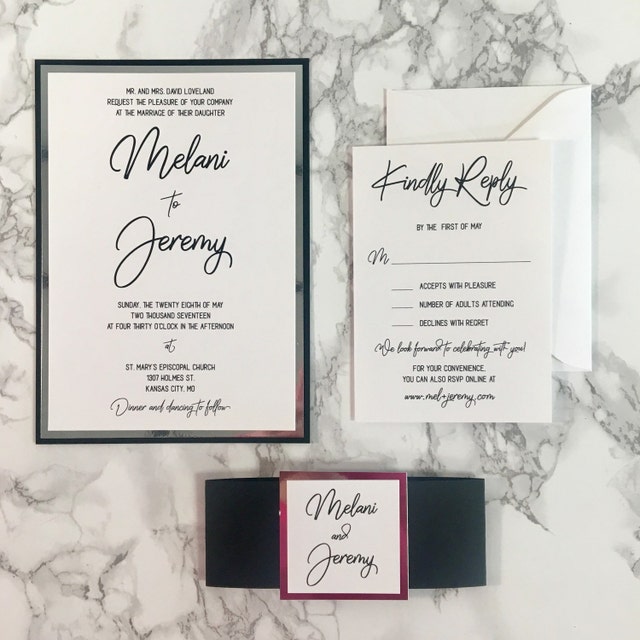 MR. AND MRS. DAVID LOVELAND
REQUEST THE PLEASURE OF YOUR COMPANY
AT THE MARRIAGE OF THEIR DAUGHTER
Melani
to
Jeremy
SUNDAY, THE TWENTY EIGHTH OF MAY
TWO THOUSAND SEVENTEEN
AT FOUR THIRTY O'CLOCK IN THE AFTERNOON
at
ST. MARY'S EPISCOPAL CHURCH
1307 HOLMES ST.
KANSAS CITY, MO
Dinner and dancing to follow
Kindly Reply
BY THE FIRST OF MAY
M
ACCEPTS WITH PLEASURE
NUMBER OF ADULTS ATTENDING
DECLINES WITH REGRET
We look forward to celebrating with you!
FOR YOUR CONVENIENCE,
YOU CAN ALSO RSVP ONLINE AT
www.mel+jeremy.com
Melani
and
Jeremy